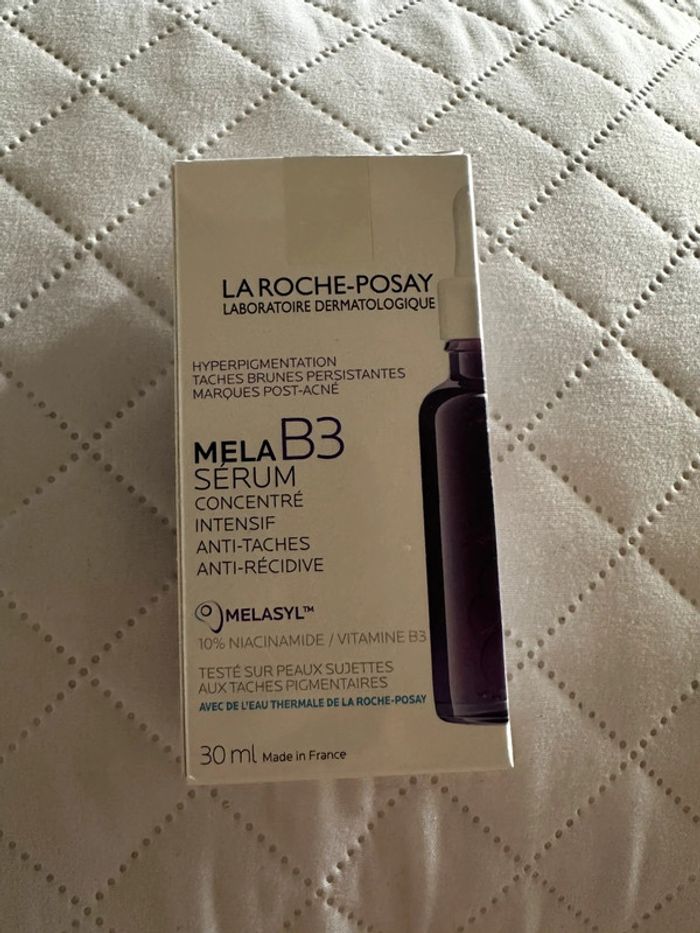 LA ROCHE-POSAY
LABORATOIRE DERMATOLOGIQUE
HYPERPIGMENTATION
TACHES BRUNES PERSISTANTES
MARQUES POST-ACNÉ
MELA B3
SÉRUM
CONCENTRÉ
INTENSIF
ANTI-TACHES
ANTI-RÉCIDIVE
MELASYL™
10% NIACINAMIDE / VITAMINE B3
TESTÉ SUR PEAUX SUJETTES
AUX TACHES PIGMENTAIRES
AVEC DE L'EAU THERMALE DE LA ROCHE-POSAY
30 ml Made in France